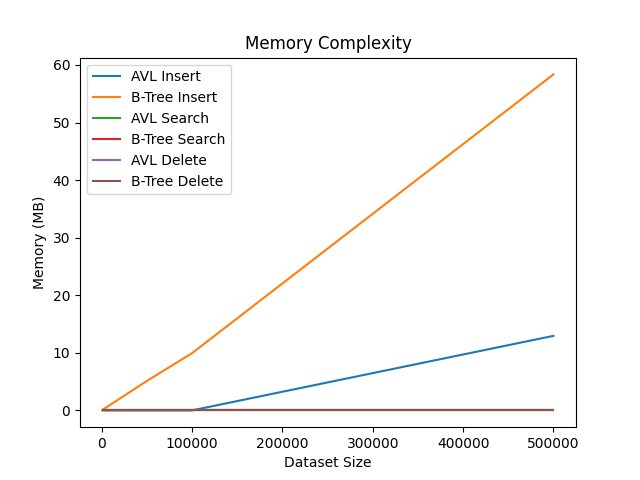 Memory Complexity
AVL Insert
B-Tree Insert
AVL Search
B-Tree Search
AVL Delete
B-Tree Delete
Memory (MB)
60
50
40
30
20
10
0
0 100000 200000 300000 400000 500000
Dataset Size